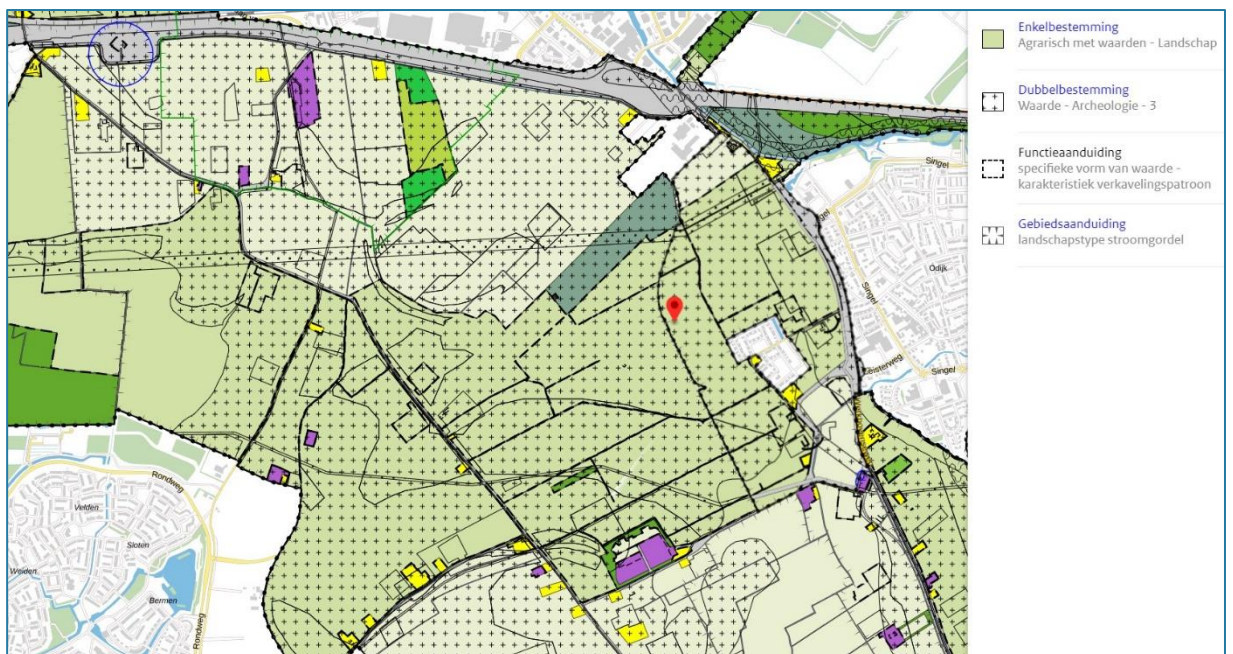 Enkelbestemming
Agrarisch met waarden - Landschap
Dubbelbestemming
Waarde - Archeologie - 3
Functieaanduiding
specifieke vorm van waarde -
karakteristiek verkavelingspatroon
Gebiedsaanduiding
landschapstype stroomgordel
Singel
Odijk
Singel
Singel
Rondweg
Velden
Sloten
Weiden
Bermen
Rondweg